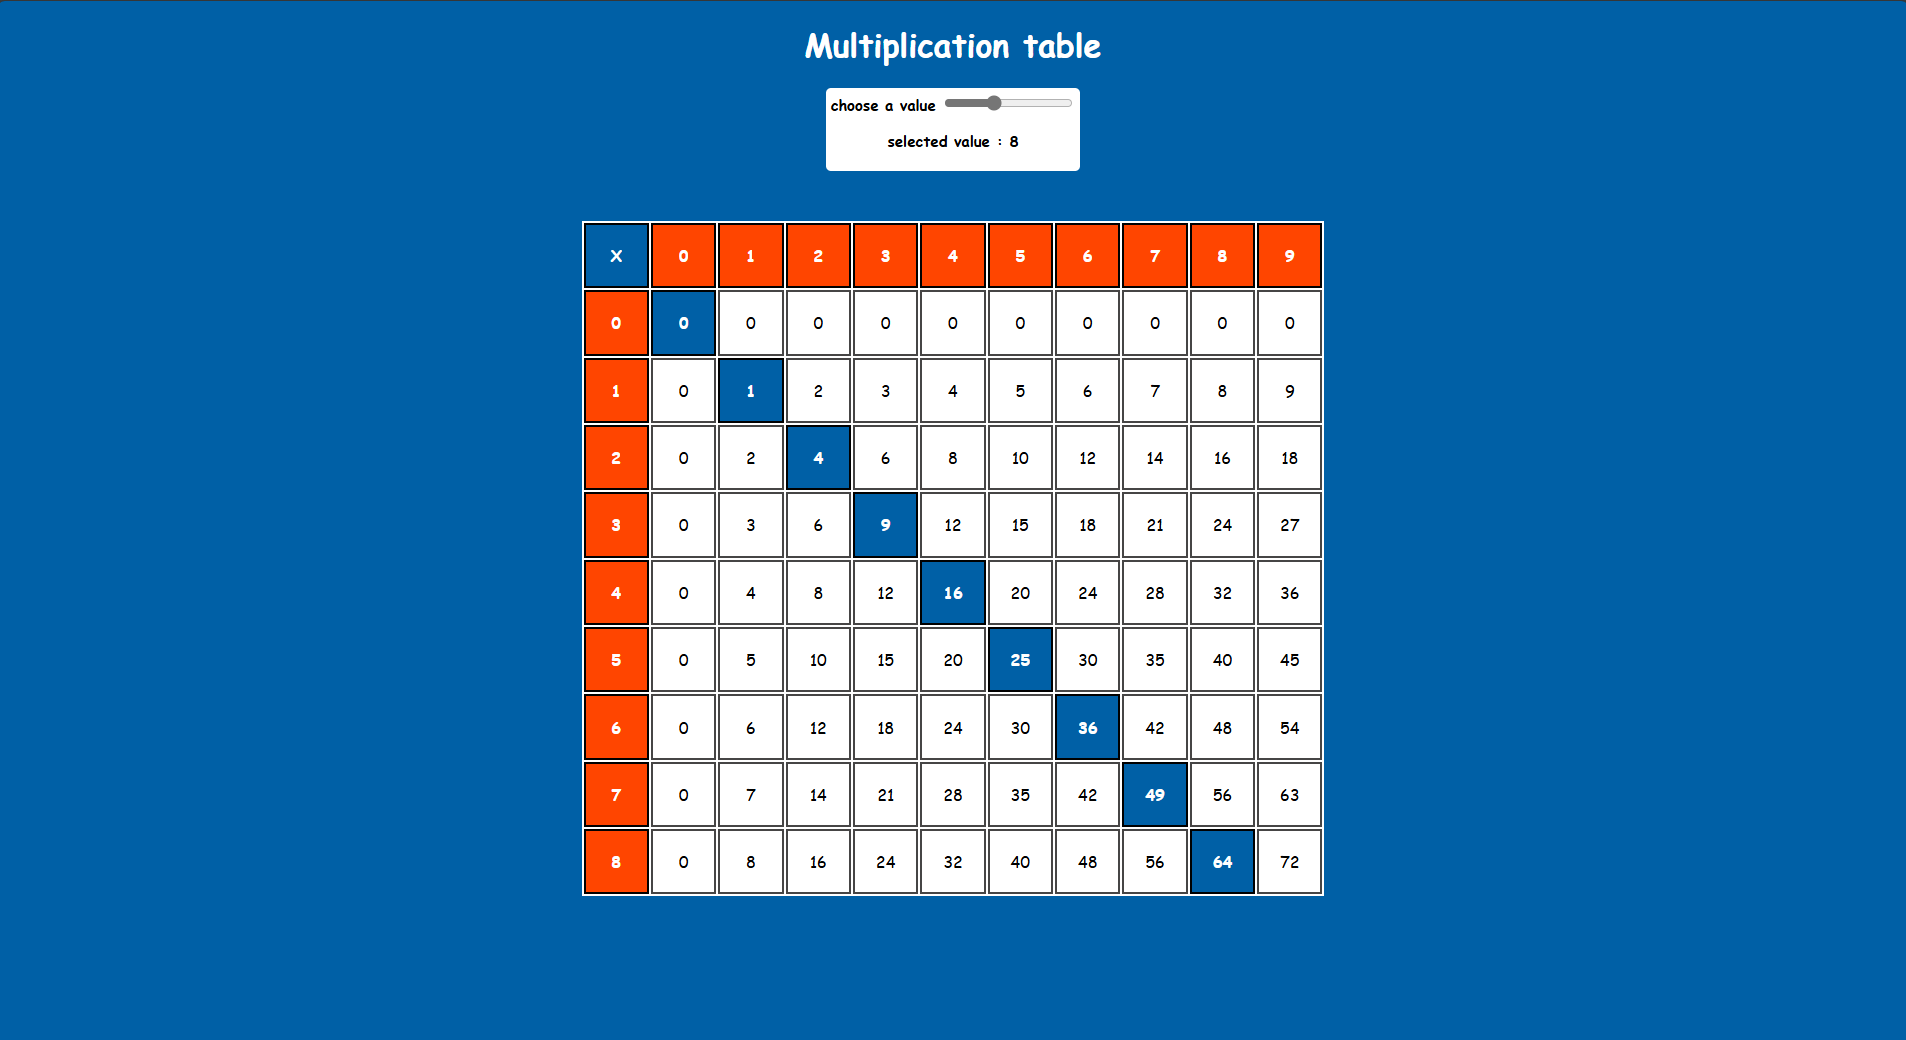 Multiplication table
choose a value
selected value : 8
X 0 1 2 3 4 5 6 7 8 9
0 0 0 0 0 0 0 0 0 0 0
1 0 1 2 3 4 5 6 7 8 9
2 0 2 4 6 8 10 12 14 16 18
3 0 3 6 9 12 15 18 21 24 27
4 0 4 8 12 16 20 24 28 32 36
5 0 5 10 15 20 25 30 35 40 45
6 0 6 12 18 24 30 36 42 48 54
7 0 7 14 21 28 35 42 49 56 63
8 0 8 16 24 32 40 48 56 64 72